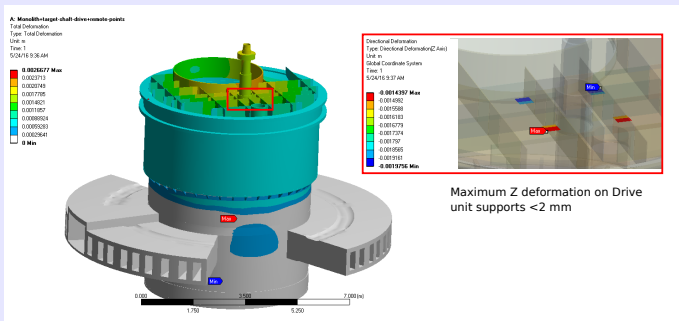 A: Monolith+target-shaft-drive+remote-points
Total Deformation
Type: Total Deformation
Unit: m
Time: 1
5/24/16 9:36 AM
0.0026677 Max
0.0023713
0.0020749
0.0017785
0.0014821
0.0011857
0.00088924
0.00059283
0.00029641
0 Min
Directional Deformation
Type: Directional Deformation(Z Axis)
Unit: m
Global Coordinate System
Time: 1
5/24/16 9:37 AM
-0.0014397 Max
-0.0014992
-0.0015588
-0.0016183
-0.0016779
-0.0017374
-0.001797
-0.0018565
-0.0019161
-0.0019756 Min
Min
Max
Maximum Z deformation on Drive
unit supports <2 mm
Max
Min
0.000 3.500 7.000 (m)
1.750 5.250